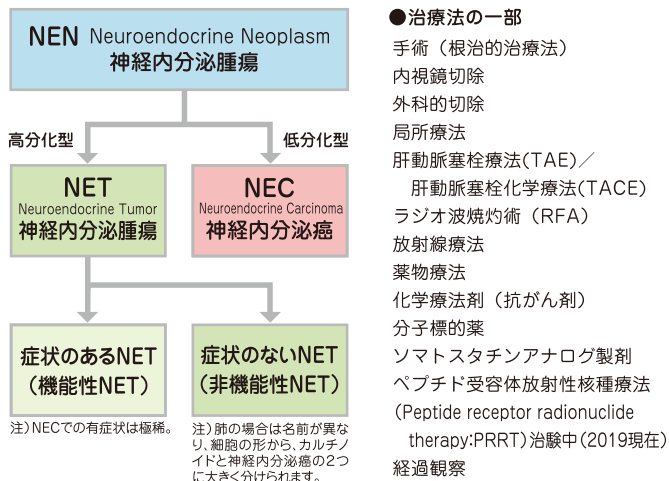 NEN Neuroendocrine Neoplasm
神経内分泌腫瘍
高分化型
低分化型
NET
Neuroendocrine Tumor
神経内分泌腫瘍
NEC
Neuroendocrine Carcinoma
神経内分泌癌
症状のあるNET
（機能性NET）
症状のないNET
（非機能性NET）
注）NECでの有症状は極稀。
注）肺の場合は名前が異な
り、細胞の形から、カルチノ
イドと神経内分泌癌の2つ
に大きく分けられます。
●治療法の一部
手術（根治的治療法）
内視鏡切除
外科的切除
局所療法
肝動脈塞栓療法(TAE)／
肝動脈塞栓化学療法(TACE)
ラジオ波焼灼術（RFA）
放射線療法
薬物療法
化学療法剤（抗がん剤）
分子標的薬
ソマトスタチンアナログ製剤
ペプチド受容体放射性核種療法
(Peptide receptor radionuclide
therapy:PRRT)治験中(2019現在)
経過観察